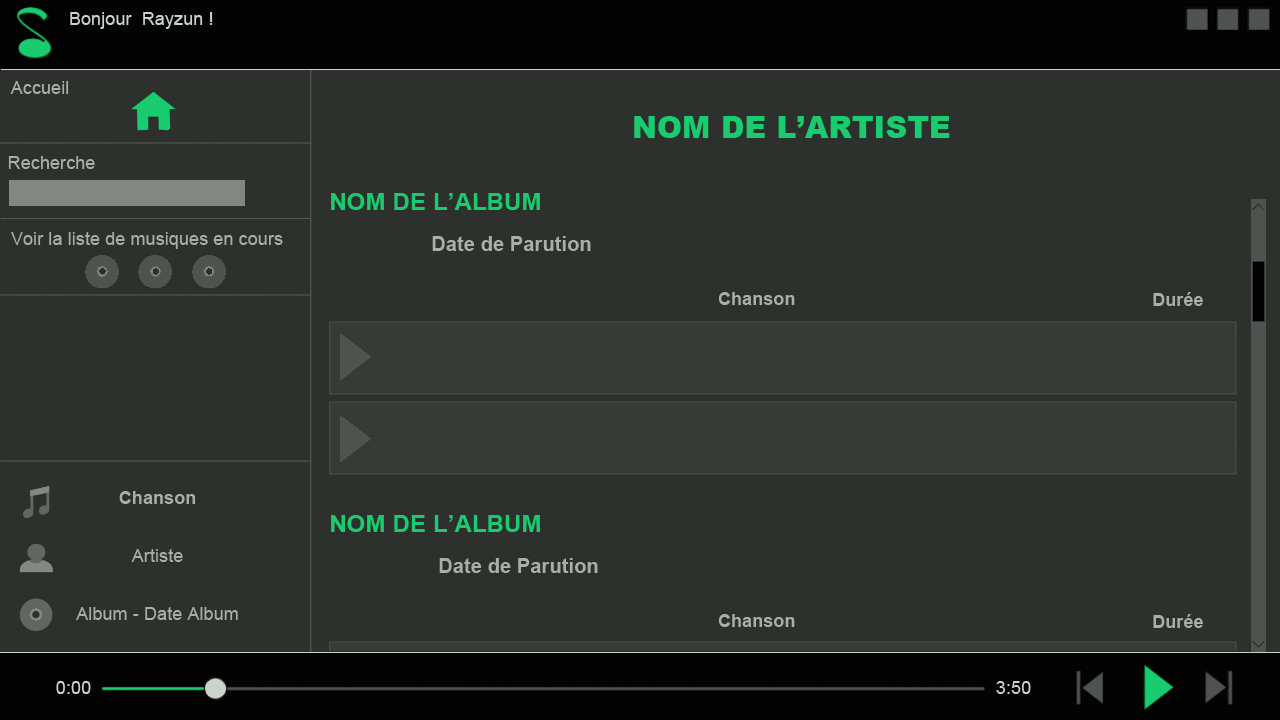 Bonjour Rayzun !
Accueil
Recherche
Voir la liste de musiques en cours
Chanson
Artiste
Album - Date Album
NOM DE L’ARTISTE
NOM DE L’ALBUM
Date de Parution
Chanson Durée
NOM DE L’ALBUM
Date de Parution
Chanson Durée
0:00 3:50